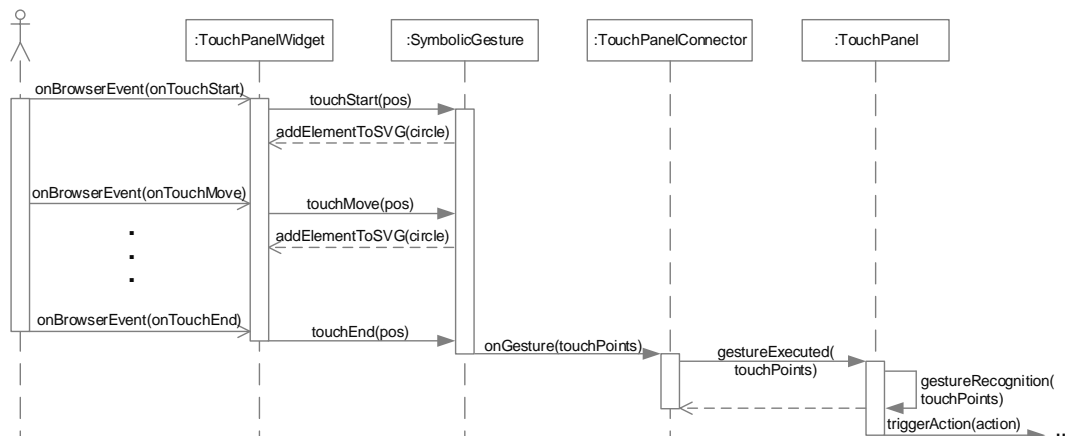 :TouchPanelWidget
:SymbolicGesture
:TouchPanelConnector
:TouchPanel
onBrowserEvent(onTouchStart)
touchStart(pos)
addElementToSVG(circle)
onBrowserEvent(onTouchMove)
touchMove(pos)
addElementToSVG(circle)
onBrowserEvent(onTouchEnd)
touchEnd(pos)
onGesture(touchPoints)
gestureExecuted(
touchPoints)
gestureRecognition(
touchPoints)
triggerAction(action)